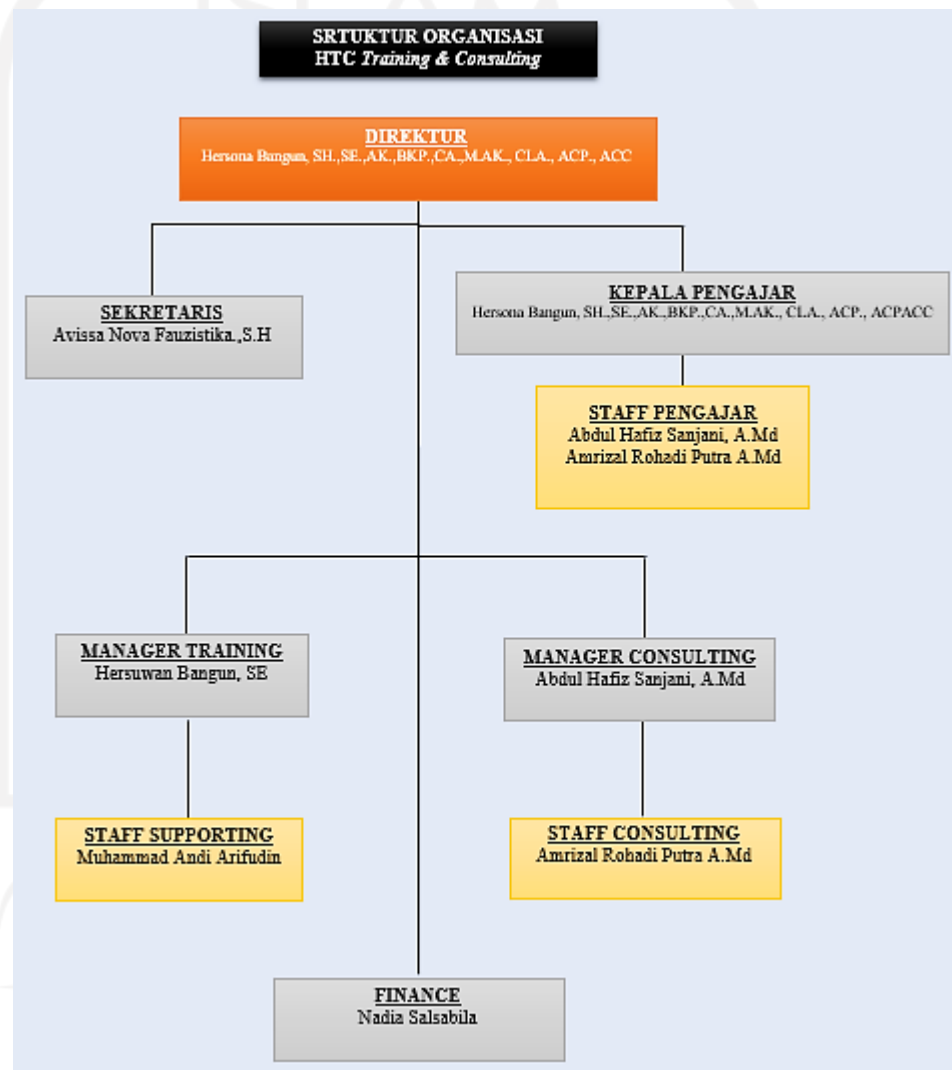 SRTUKTUR ORGANISASI
HTC Training & Consulting
DIREKTUR
Hersona Bangun, SH.,SE.,AK.,BKP.,CA.,M.AK., CLA., ACP., ACC
SEKRETARIS
Avissa Nova Fauzistika.,S.H
KEPALA PENGAJAR
Hersona Bangun, SH.,SE.,AK.,BKP.,CA.,M.AK., CLA., ACP., ACPACC
STAFF PENGAJAR
Abdul Hafiz Sanjani, A.Md
Amrizal Rohadi Putra A.Md
MANAGER TRAINING
Hersuwan Bangun, SE
MANAGER CONSULTING
Abdul Hafiz Sanjani, A.Md
STAFF SUPPORTING
Muhammad Andi Arifudin
STAFF CONSULTING
Amrizal Rohadi Putra A.Md
FINANCE
Nadia Salsabila